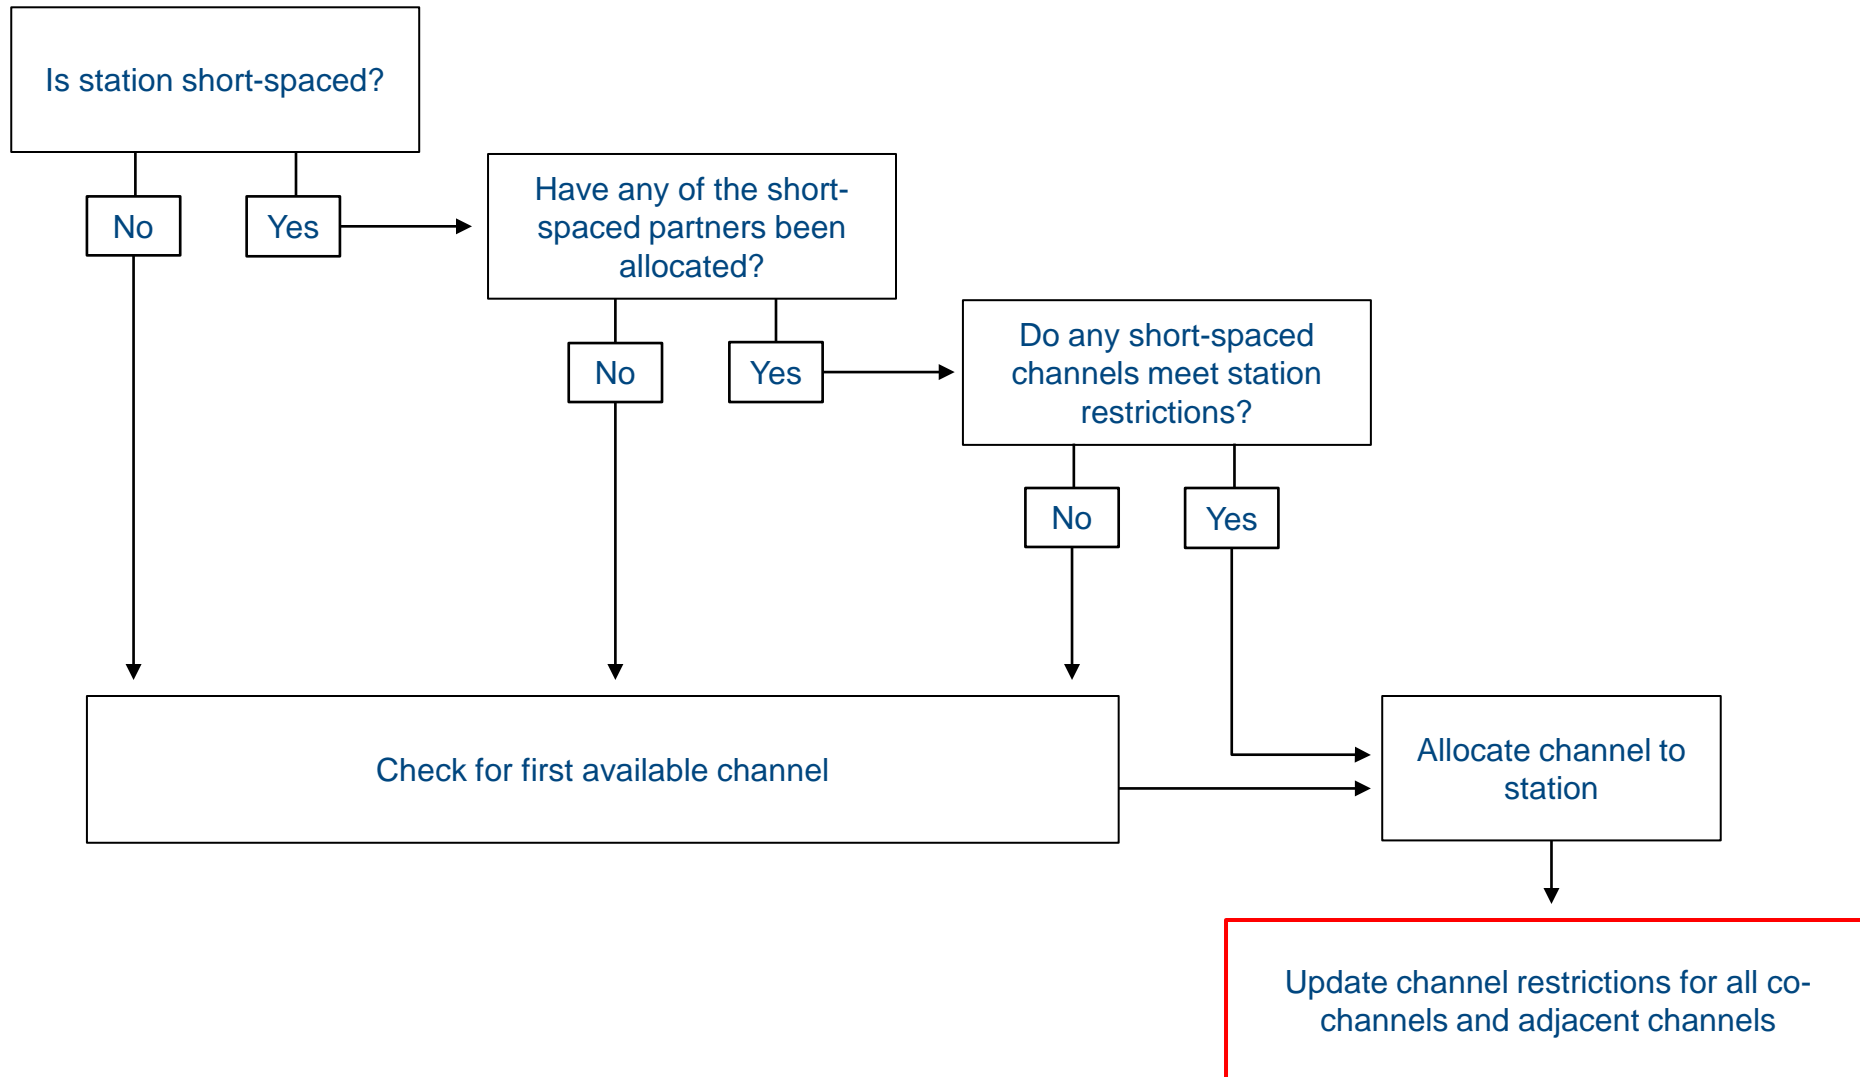 Is station short-spaced?
No
Yes
Have any of the short-
spaced partners been
allocated?
No
Yes
Do any short-spaced
channels meet station
restrictions?
No
Yes
Check for first available channel
Allocate channel to
station
Update channel restrictions for all co-
channels and adjacent channels